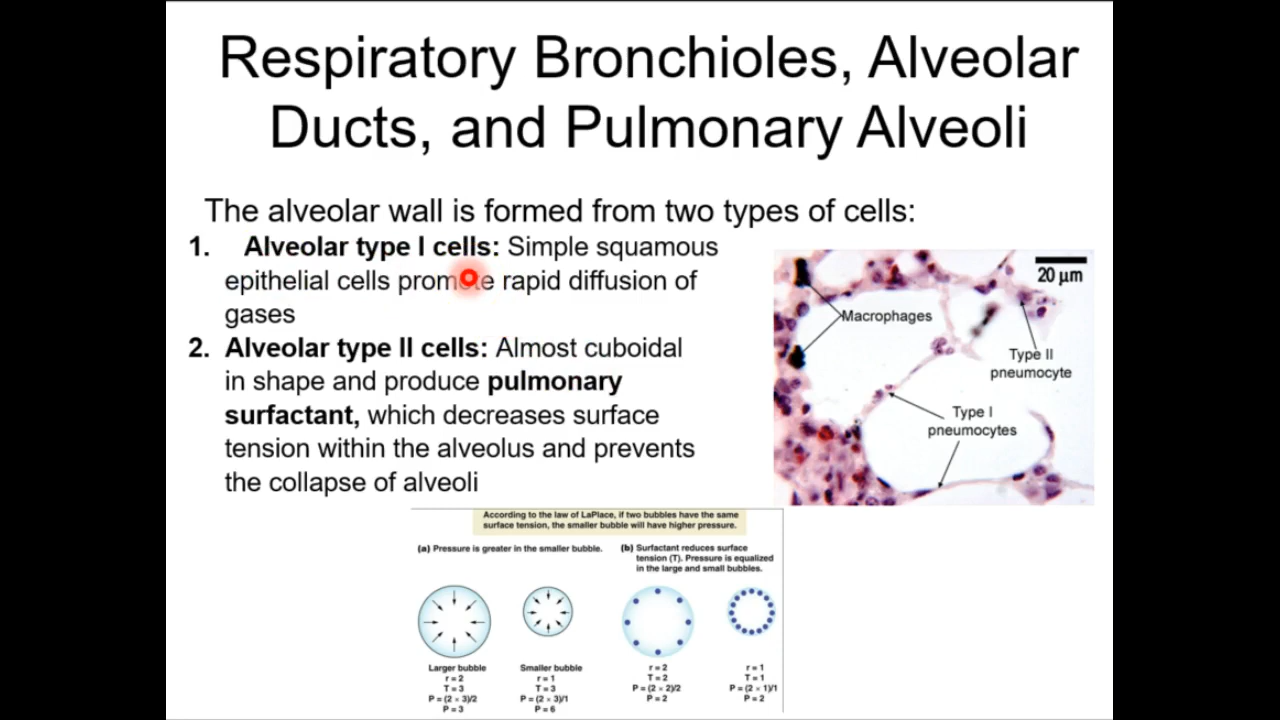 Respiratory Bronchioles, Alveolar
Ducts, and Pulmonary Alveoli
The alveolar wall is formed from two types of cells:
1. Alveolar type I cells: Simple squamous
epithelial cells promote rapid diffusion of
gases
2. Alveolar type II cells: Almost cuboidal
in shape and produce pulmonary
surfactant, which decreases surface
tension within the alveolus and prevents
the collapse of alveoli
20 µm
Macrophages
Type II
pneumocyte
Type I
pneumocytes
According to the law of LaPlace, if two bubbles have the same
surface tension, the smaller bubble will have higher pressure.
(a) Pressure is greater in the smaller bubble.
(b) Surfactant reduces surface
tension (T). Pressure is equalized
in the large and small bubbles.
Larger bubble
r = 2
T = 3
P = (2 × 3)/2
P = 3
Smaller bubble
r = 1
T = 3
P = (2 × 3)/1
P = 6
r = 2
T = 2
P = (2 × 2)/2
P = 2
r = 1
T = 1
P = (2 × 1)/1
P = 2